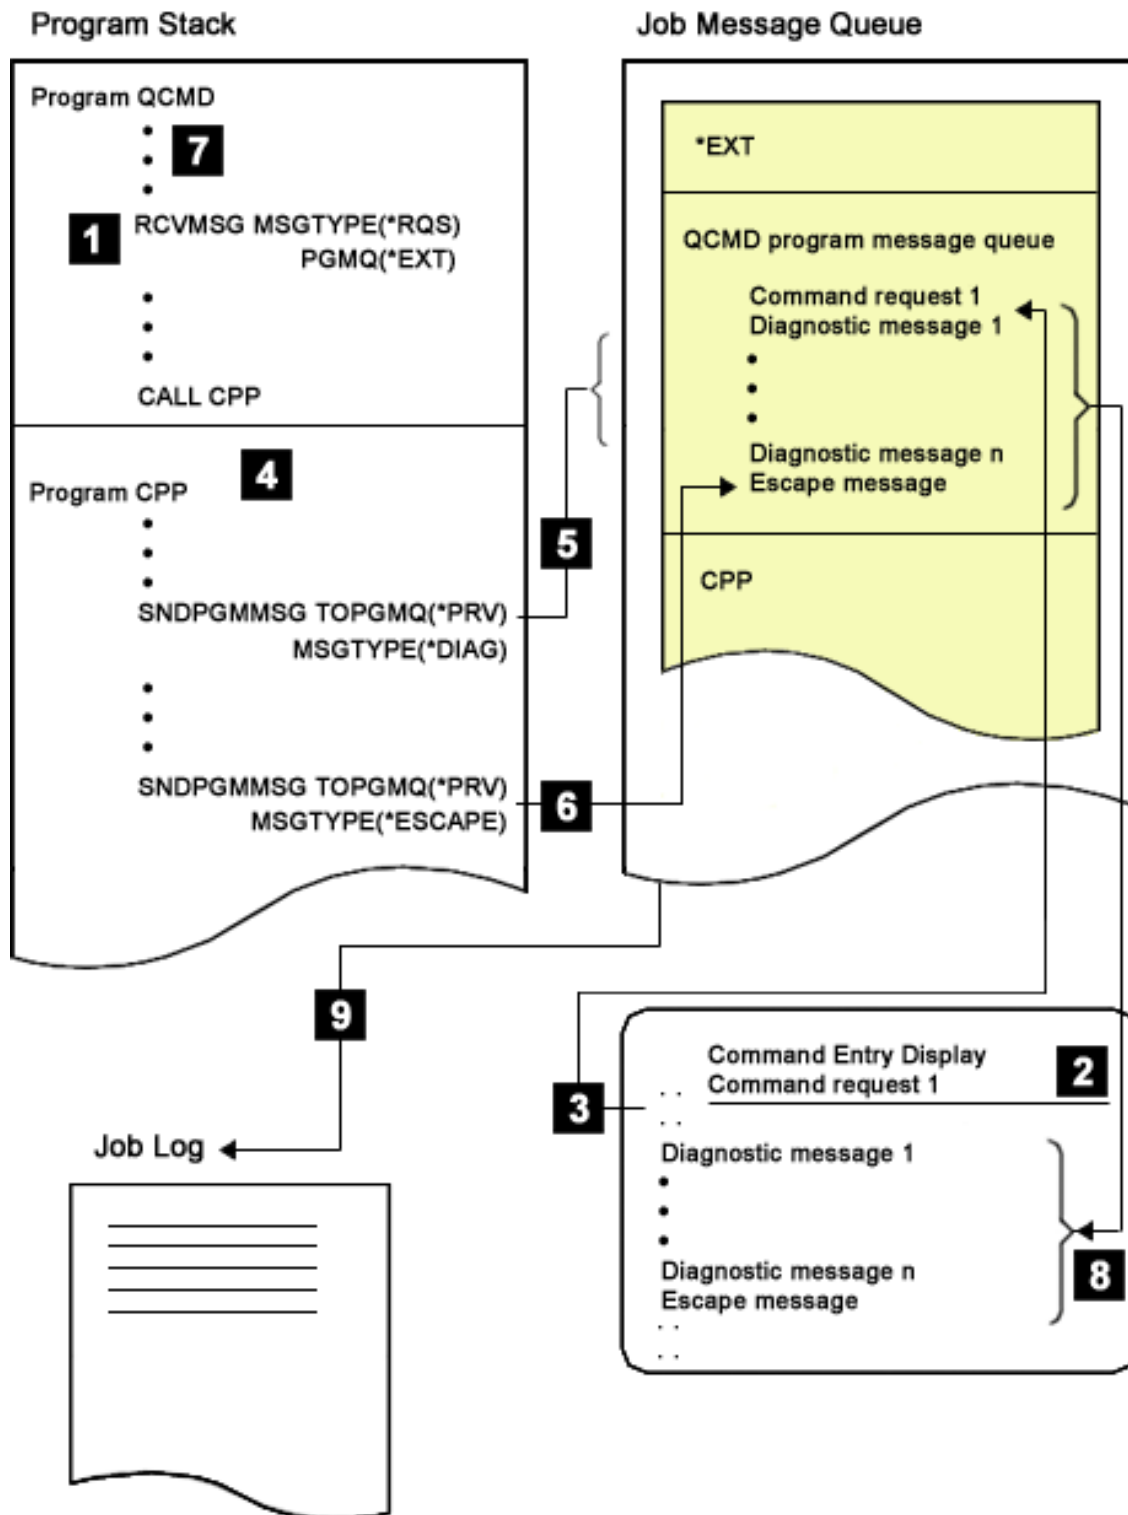 Program Stack
Program QCMD
7
1
RCVMSG MSGTYPE(*RQS)
PGMQ(*EXT)
CALL CPP
4
Program CPP
5
SNDPGMMSG TOPGMQ(*PRV)
MSGTYPE(*DIAG)
SNDPGMMSG TOPGMQ(*PRV)
MSGTYPE(*ESCAPE)
6
Job Message Queue
*EXT
QCMD program message queue
Command request 1
Diagnostic message 1
Diagnostic message n
Escape message
CPP
9
3
Command Entry Display
Command request 1
2
Diagnostic message 1
Diagnostic message n
Escape message
8
Job Log